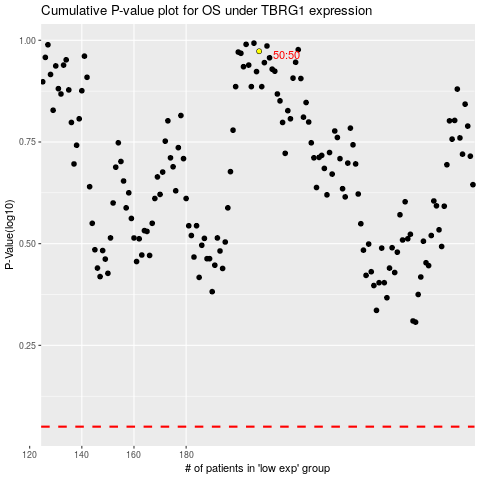 Cumulative P-value plot for OS under TBRG1 expression
1.00
50:50
0.75
P-Value(log10)
0.50
0.25
120 140 160 180
# of patients in 'low exp' group